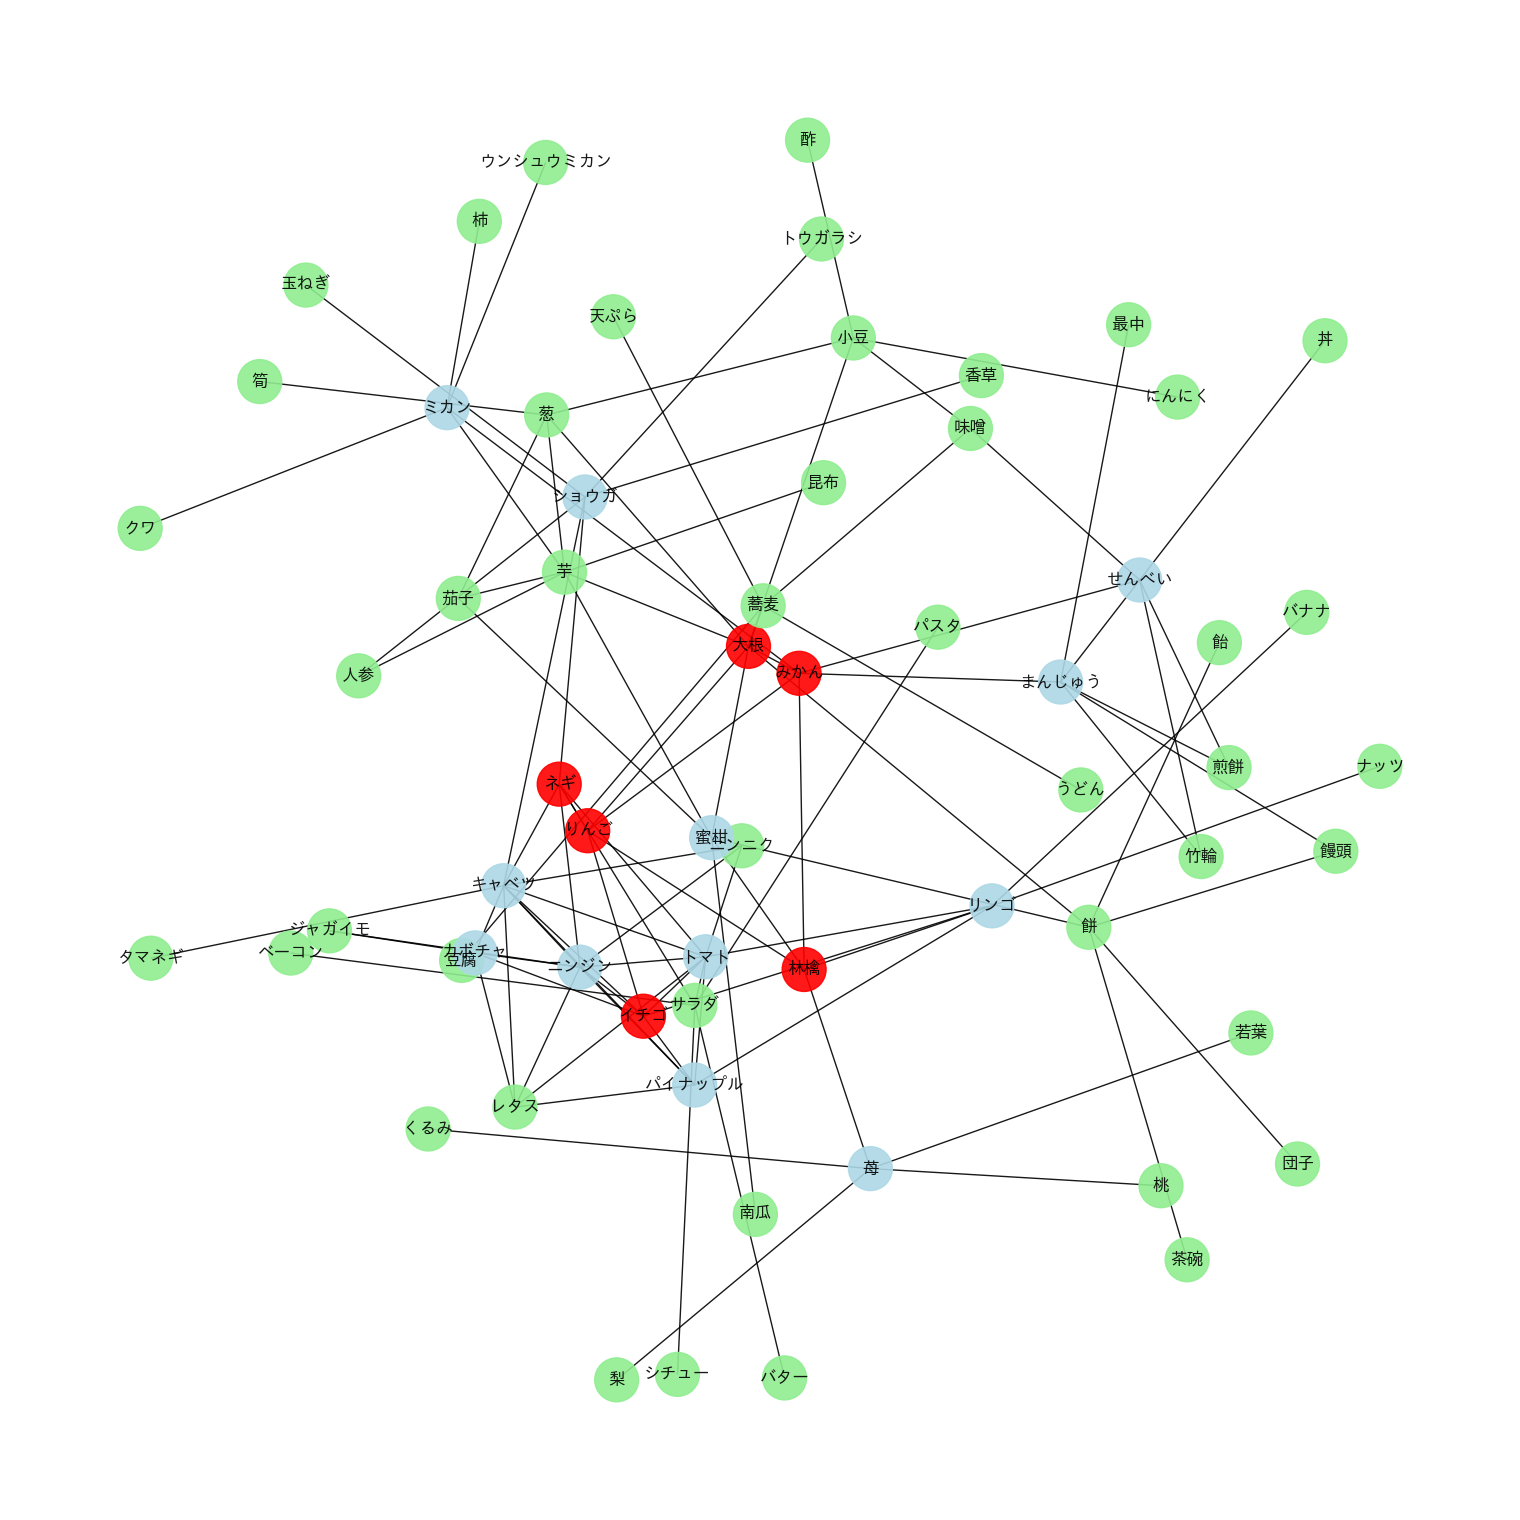 酢
ウンシュウミカン
柿
トウガラシ
玉ねぎ
天ぷら
最中
小豆
丼
香草
筍
にんにく
ミカン
葱
味噌
昆布
ショウガ
クワ
芋
せんべい
茄子
蕎麦
バナナ
パスタ
飴
大根
みかん
人参
まんじゅう
ナッツ
煎餅
ネギ
うどん
りんご
蜜柑
ニンニク
饅頭
竹輪
キャベツ
リンゴ
餅
ジャガイモ
ベーコン
カボチャ
タマネギ
トマト
豆腐
ニンジン
林檎
サラダ
イチゴ
若葉
パイナップル
レタス
くるみ
団子
苺
桃
南瓜
茶碗
シチュー
バター
梨